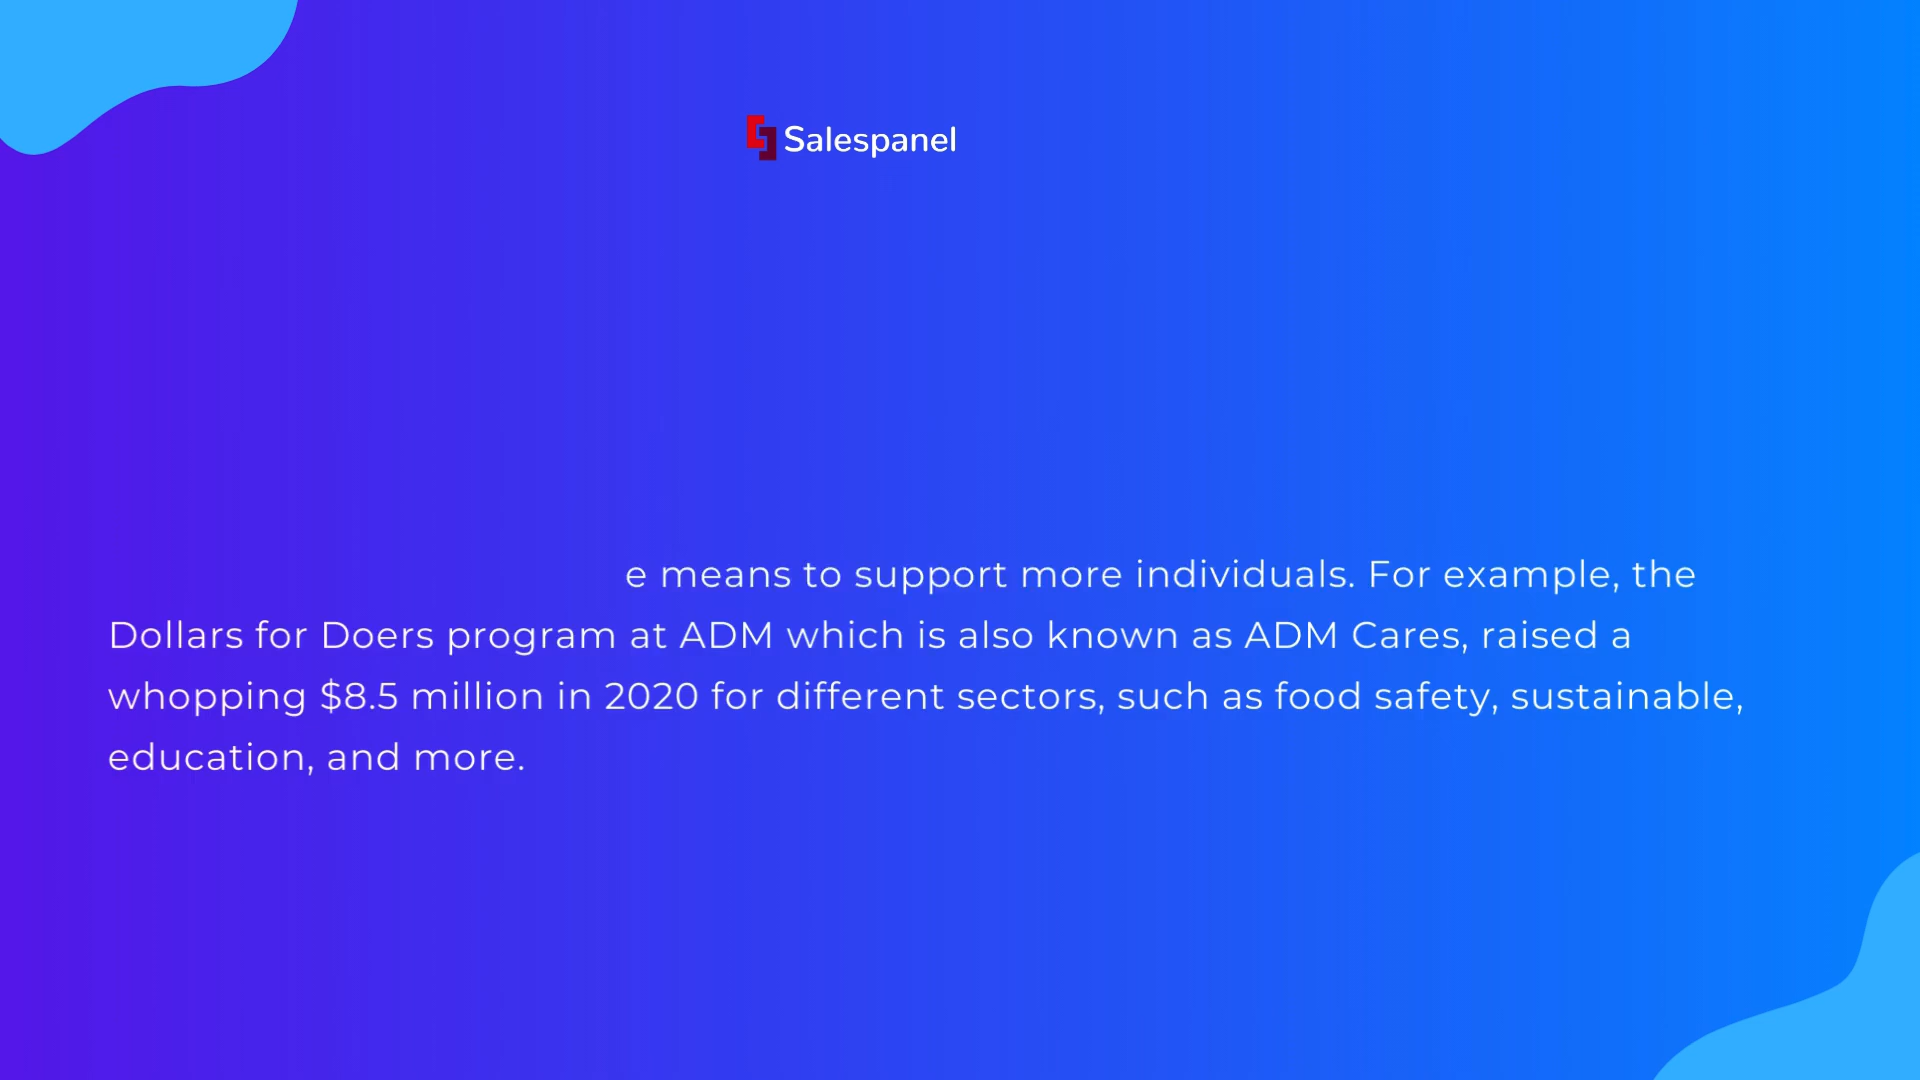 Salespanel
e means to support more individuals. For example, the
Dollars for Doers program at ADM which is also known as ADM Cares, raised a
whopping $8.5 million in 2020 for different sectors, such as food safety, sustainable,
education, and more.